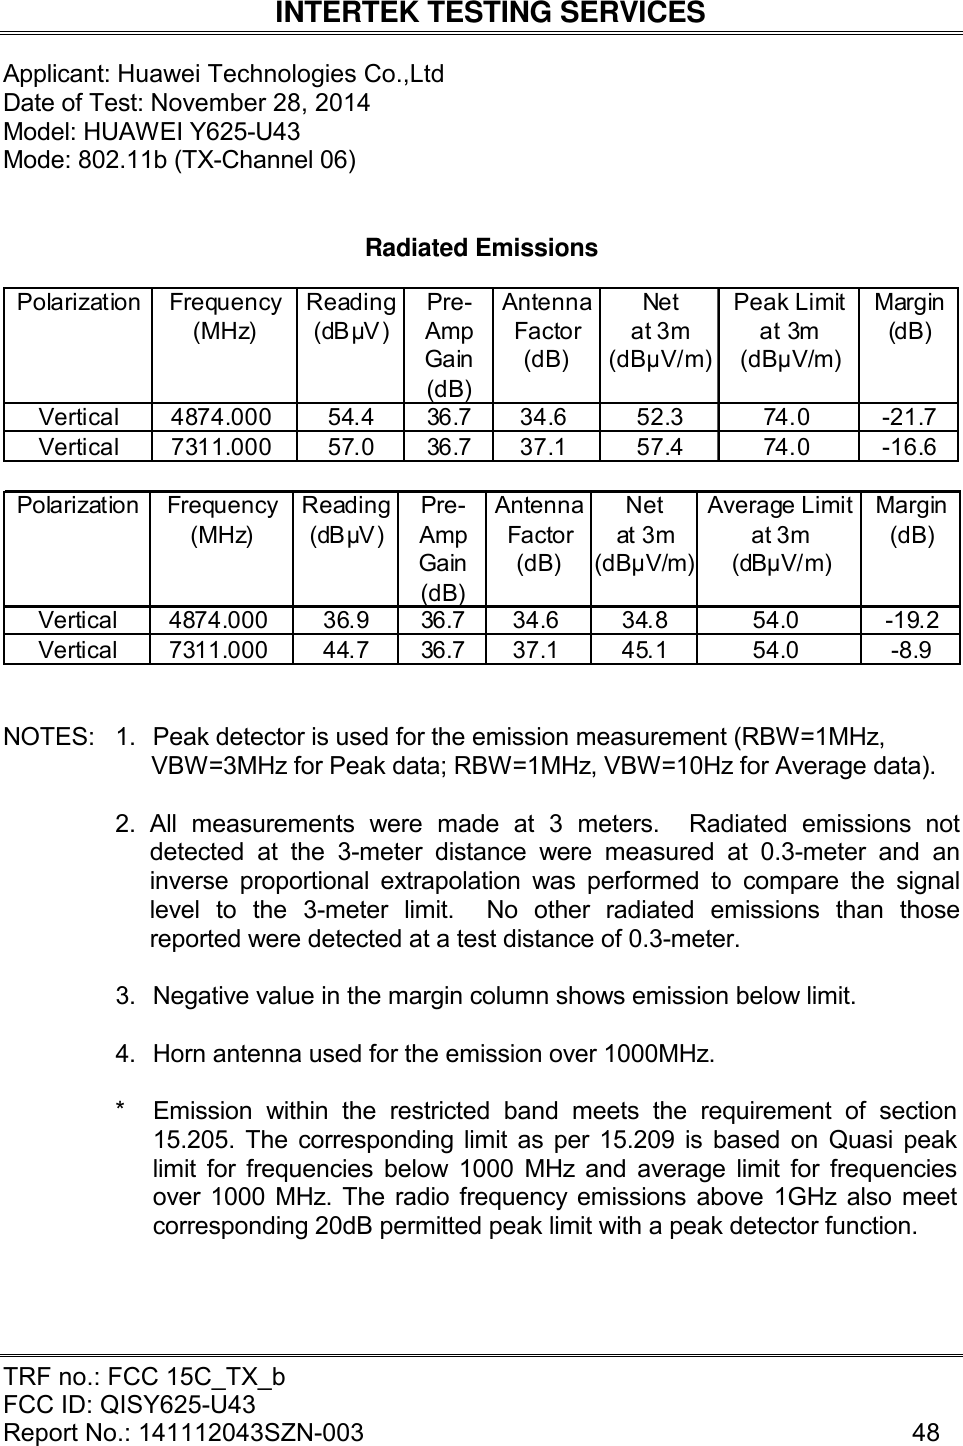 INTERTEK TESTING SERVICES
Applicant: Huawei Technologies Co.,Ltd
Date of Test: November 28, 2014
Model: HUAWEI Y625-U43
Mode: 802.11b (TX-Channel 06)
Radiated Emissions
Polarization Frequency Reading Pre- Antenna Net Peak Limit Margin
(MHz) (dBµV) Amp Factor at 3m at 3m (dB)
Gain (dB) (dBµV/m) (dBµV/m)
(dB)
Vertical 4874.000 54.4 36.7 34.6 52.3 74.0 -21.7
Vertical 7311.000 57.0 36.7 37.1 57.4 74.0 -16.6
Polarization Frequency Reading Pre- Antenna Net Average Limit Margin
(MHz) (dBµV) Amp Factor at 3m at 3m (dB)
Gain (dB) (dBµV/m) (dBµV/m)
(dB)
Vertical 4874.000 36.9 36.7 34.6 34.8 54.0 -19.2
Vertical 7311.000 44.7 36.7 37.1 45.1 54.0 -8.9
NOTES: 1. Peak detector is used for the emission measurement (RBW=1MHz,
VBW=3MHz for Peak data; RBW=1MHz, VBW=10Hz for Average data).
2. All measurements were made at 3 meters. Radiated emissions not
detected at the 3-meter distance were measured at 0.3-meter and an
inverse proportional extrapolation was performed to compare the signal
level to the 3-meter limit. No other radiated emissions than those
reported were detected at a test distance of 0.3-meter.
3. Negative value in the margin column shows emission below limit.
4. Horn antenna used for the emission over 1000MHz.
* Emission within the restricted band meets the requirement of section
15.205. The corresponding limit as per 15.209 is based on Quasi peak
limit for frequencies below 1000 MHz and average limit for frequencies
over 1000 MHz. The radio frequency emissions above 1GHz also meet
corresponding 20dB permitted peak limit with a peak detector function.
TRF no.: FCC 15C_TX_b
FCC ID: QISY625-U43
Report No.: 141112043SZN-003 48